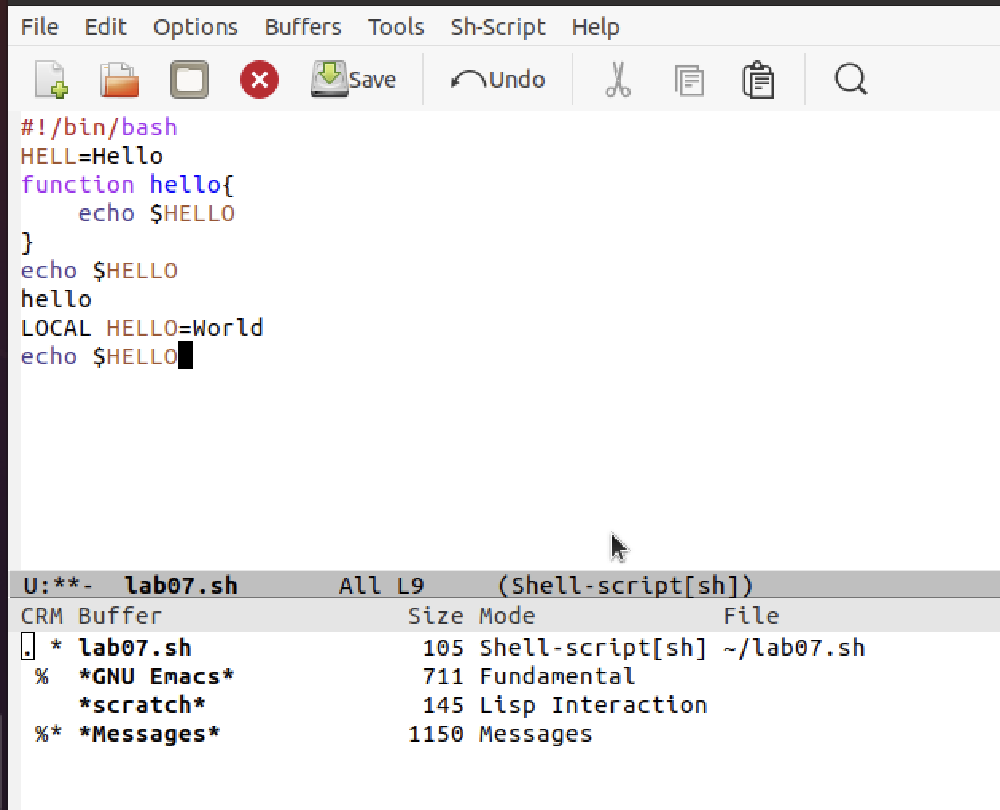 File Edit Options Buffers Tools Sh-Script Help
Save Undo
#!/bin/bash
HELL=Hello
function hello{
    echo $HELLO
}
echo $HELLO
hello
LOCAL HELLO=World
echo $HELLO
U:**-  lab07.sh       All L9     (Shell-script[sh])
CRM Buffer                 Size Mode             File
. * lab07.sh                105 Shell-script[sh] ~/lab07.sh
 %  *GNU Emacs*             711 Fundamental
    *scratch*               145 Lisp Interaction
 %* *Messages*             1150 Messages